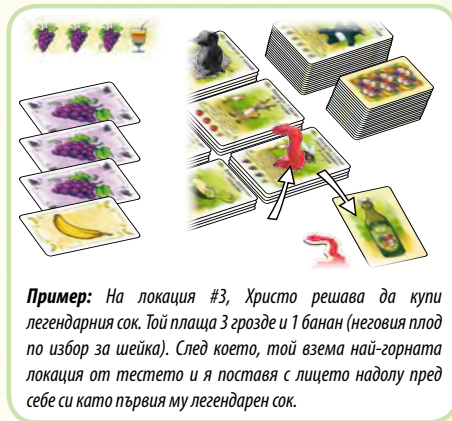 Пример: На локация #3, Христо решава да купи
легендарния сок. Той плаща 3 грозде и 1 банан (неговия плод
по избор за шейка). След което, той взема най-горната
локация от тестето и я поставя с лицето надолу пред
себе си като първия му легендарен сок.